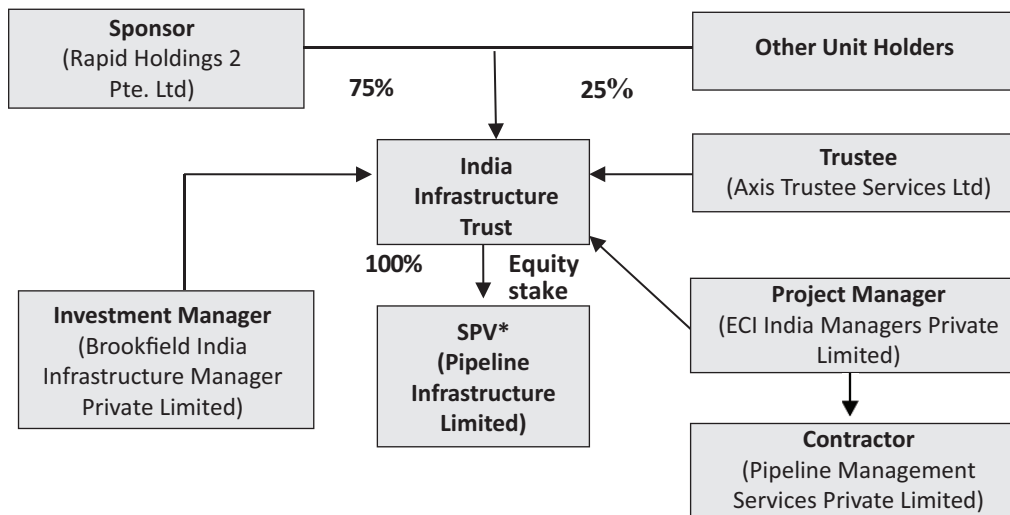 Sponsor
(Rapid Holdings 2
Pte. Ltd)
Other Unit Holders
75%
25%
India
Infrastructure
Trust
Trustee
(Axis Trustee Services Ltd)
100%
Equity
stake
Investment Manager
(Brookfield India
Infrastructure Manager
Private Limited)
SPV*
(Pipeline
Infrastructure
Limited)
Project Manager
(ECI India Managers Private
Limited)
Contractor
(Pipeline Management
Services Private Limited)